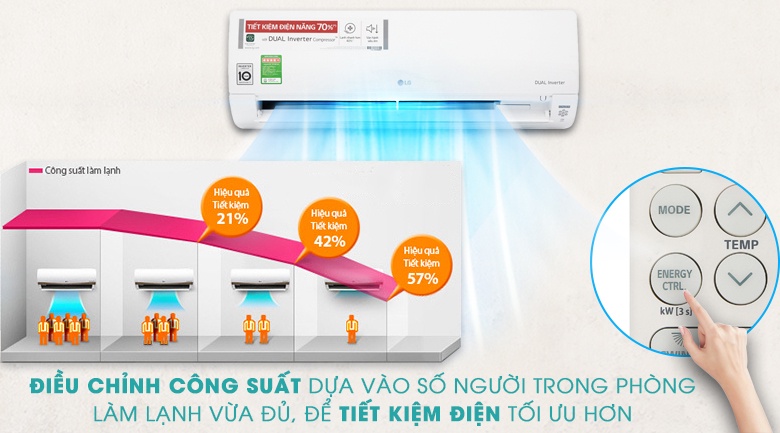 TIẾT KIỆM ĐIỆN NĂNG 70%
với DUAL Inverter Compressor
INVERTER
10
LG
DUAL Inverter
Công suất làm lạnh
Hiệu quả
Tiết kiệm
21%
Hiệu quả
Tiết kiệm
42%
Hiệu quả
Tiết kiệm
57%
MODE
TEMP
ENERGY
CTRL
kW [3 s]
ĐIỀU CHỈNH CÔNG SUẤT DỰA VÀO SỐ NGƯỜI TRONG PHÒNG
LÀM LẠNH VỪA ĐỦ, ĐỂ TIẾT KIỆM ĐIỆN TỐI ƯU HƠN